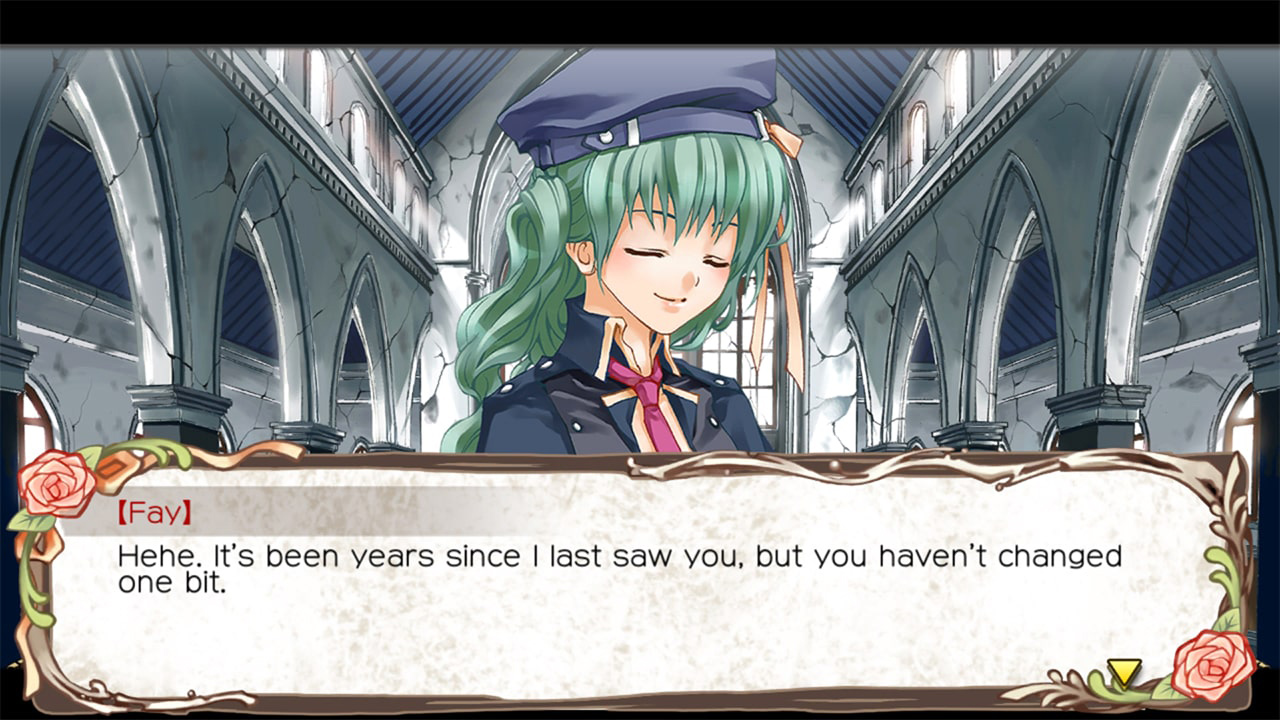 【Fay】
Hehe. It's been years since I last saw you, but you haven't changed
one bit.